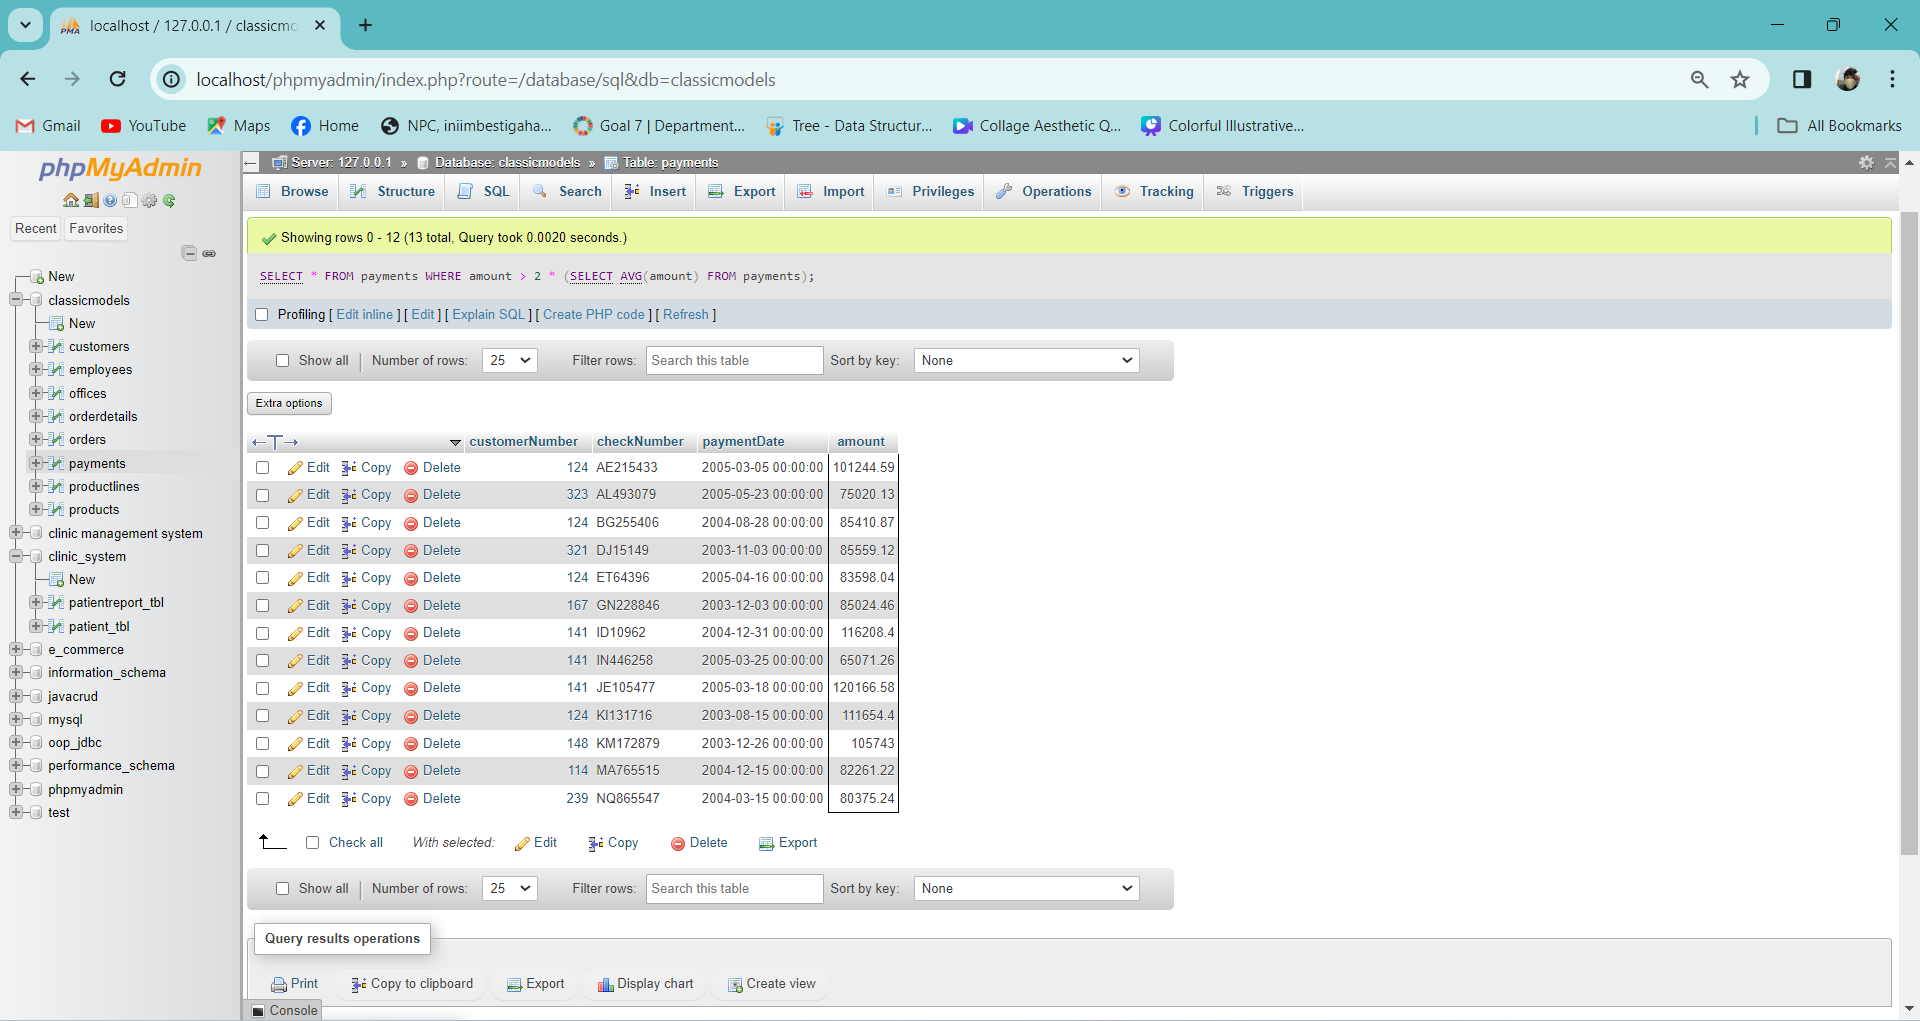 localhost / 127.0.0.1 / classicmo
localhost/phpmyadmin/index.php?route=/database/sql&db=classicmodels
Gmail YouTube Maps Home NPC, iniimbestigaha... Goal 7 | Department... Tree - Data Structur... Collage Aesthetic Q... Colorful Illustrative... All Bookmarks
phpMyAdmin
Recent Favorites
New
classicmodels
New
customers
employees
offices
orderdetails
orders
payments
productlines
products
clinic management system
clinic_system
New
patientreport_tbl
patient_tbl
e_commerce
information_schema
javacrud
mysql
oop_jdbc
performance_schema
phpmyadmin
test
Server: 127.0.0.1 » Database: classicmodels » Table: payments
Browse Structure SQL Search Insert Export Import Privileges Operations Tracking Triggers
Showing rows 0 - 12 (13 total, Query took 0.0020 seconds.)
SELECT * FROM payments WHERE amount > 2 * (SELECT AVG(amount) FROM payments);
Profiling [ Edit inline ] [ Edit ] [ Explain SQL ] [ Create PHP code ] [ Refresh ]
Show all | Number of rows: 25 Filter rows: Search this table Sort by key: None
Extra options
←T→ customerNumber checkNumber paymentDate amount
Edit Copy Delete 124 AE215433 2005-03-05 00:00:00 101244.59
Edit Copy Delete 323 AL493079 2005-05-23 00:00:00 75020.13
Edit Copy Delete 124 BG255406 2004-08-28 00:00:00 85410.87
Edit Copy Delete 321 DJ15149 2003-11-03 00:00:00 85559.12
Edit Copy Delete 124 ET64396 2005-04-16 00:00:00 83598.04
Edit Copy Delete 167 GN228846 2003-12-03 00:00:00 85024.46
Edit Copy Delete 141 ID10962 2004-12-31 00:00:00 116208.4
Edit Copy Delete 141 IN446258 2005-03-25 00:00:00 65071.26
Edit Copy Delete 141 JE105477 2005-03-18 00:00:00 120166.58
Edit Copy Delete 124 KI131716 2003-08-15 00:00:00 111654.4
Edit Copy Delete 148 KM172879 2003-12-26 00:00:00 105743
Edit Copy Delete 114 MA765515 2004-12-15 00:00:00 82261.22
Edit Copy Delete 239 NQ865547 2004-03-15 00:00:00 80375.24
Check all With selected: Edit Copy Delete Export
Show all | Number of rows: 25 Filter rows: Search this table Sort by key: None
Query results operations
Print Copy to clipboard Export Display chart Create view
Console